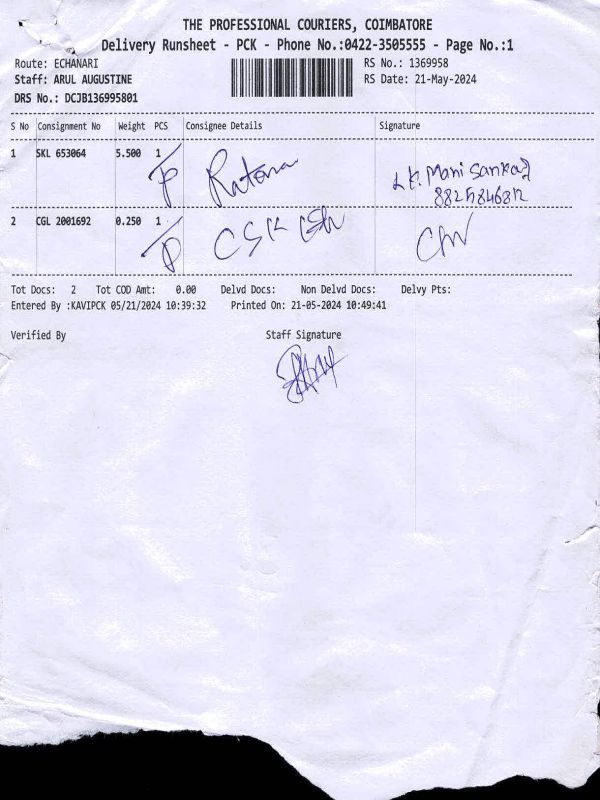 THE PROFESSIONAL COURIERS, COIMBATORE
Delivery Runsheet - PCK - Phone No.:0422-3505555 - Page No.:1
Route: ECHANARI RS No.: 1369958
Staff: ARUL AUGUSTINE RS Date: 21-May-2024
DRS No.: DCJB136995801
S No Consignment No Weight PCS Consignee Details Signature
1 SKL 653064 5.500 1
Mani Sankar
2 CGL 2001692 0.250 1
Tot Docs: 2 Tot COD Amt: 0.00 Delvd Docs: Non Delvd Docs: Delvy Pts:
Entered By :KAVIPCK 05/21/2024 10:39:32 Printed On: 21-05-2024 10:49:41
Verified By Staff Signature